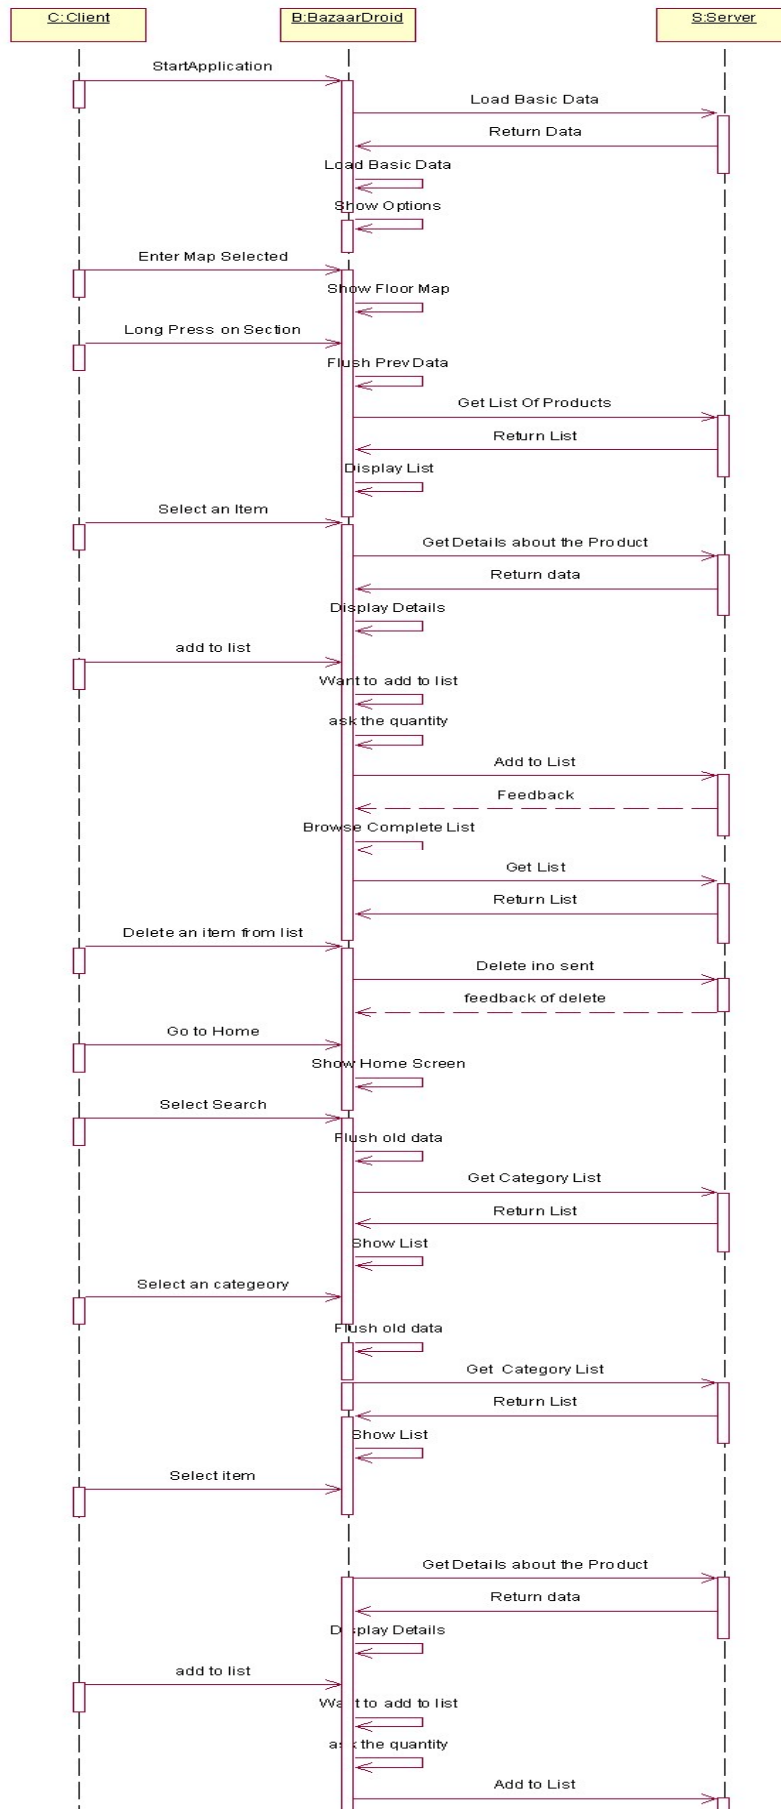 C:Client
B:BazaarDroid
S:Server
StartApplication
Load Basic Data
Return Data
Load Basic Data
Show Options
Enter Map Selected
Show Floor Map
Long Press on Section
Flush Prev Data
Get List Of Products
Return List
Display List
Select an Item
Get Details about the Product
Return data
Display Details
add to list
Want to add to list
ask the quantity
Add to List
Feedback
Browse Complete List
Get List
Return List
Delete an item from list
Delete ino sent
feedback of delete
Go to Home
Show Home Screen
Select Search
Flush old data
Get Category List
Return List
Show List
Select an categeory
Flush old data
Get Category List
Return List
Show List
Select item
Get Details about the Product
Return data
Display Details
add to list
Want to add to list
ask the quantity
Add to List